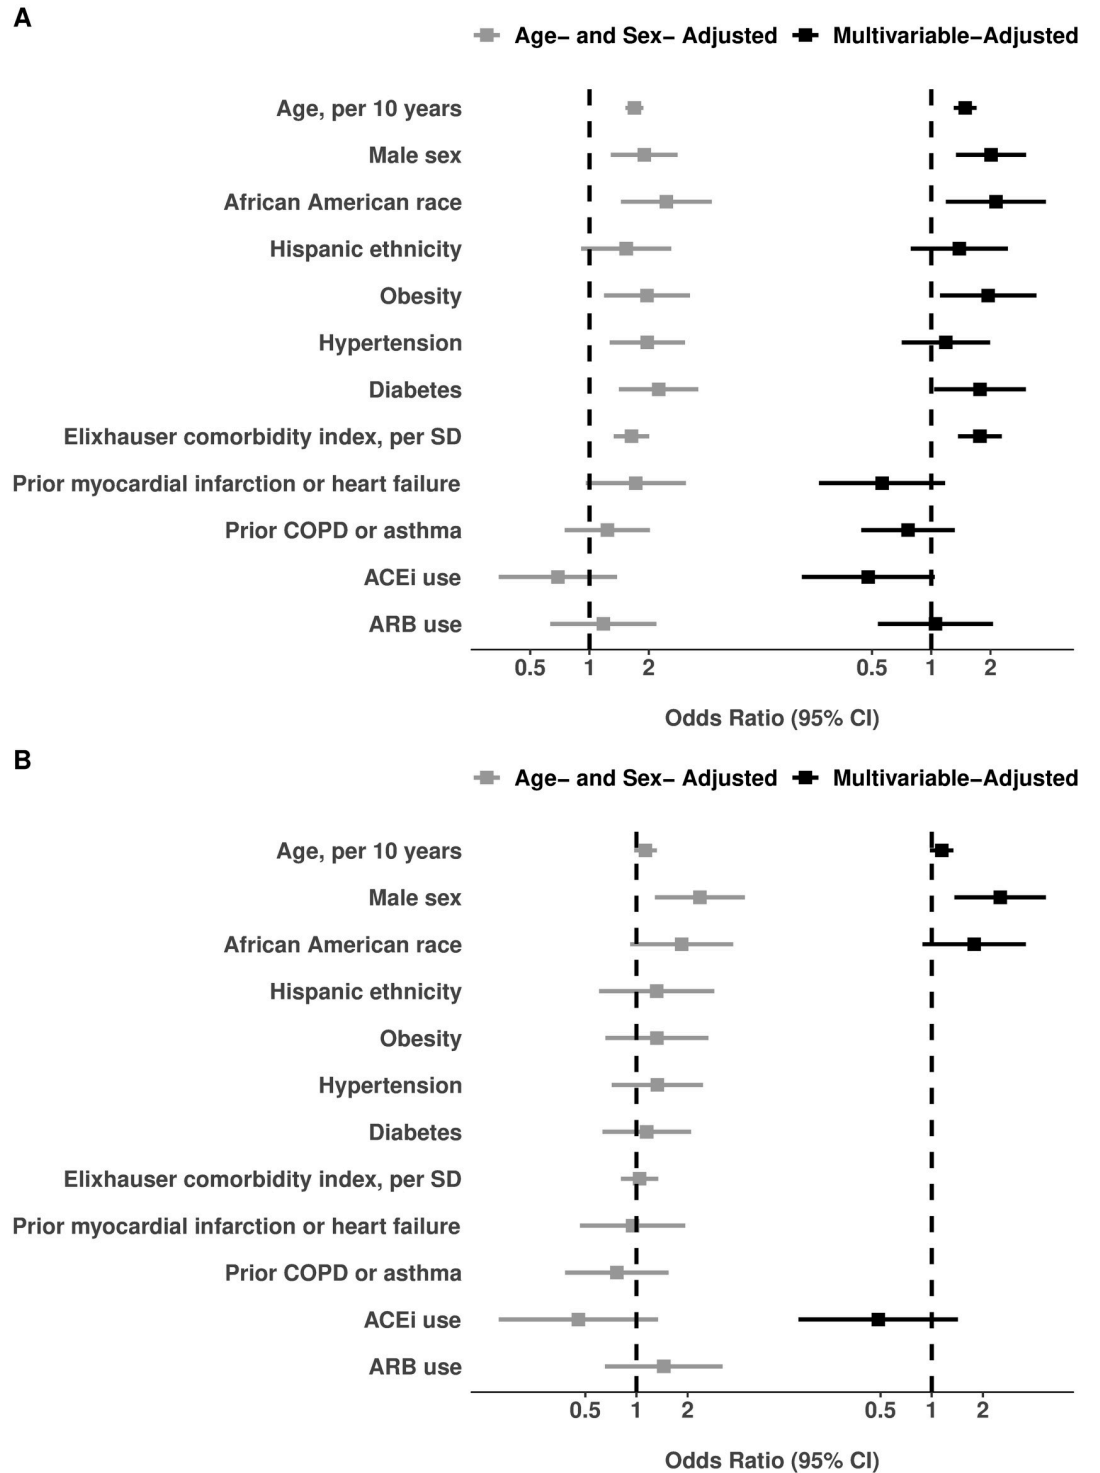 A
Age− and Sex− Adjusted Multivariable−Adjusted
Age, per 10 years
Male sex
African American race
Hispanic ethnicity
Obesity
Hypertension
Diabetes
Elixhauser comorbidity index, per SD
Prior myocardial infarction or heart failure
Prior COPD or asthma
ACEi use
ARB use
0.5 1 2 0.5 1 2
Odds Ratio (95% CI)
B
Age− and Sex− Adjusted Multivariable−Adjusted
Age, per 10 years
Male sex
African American race
Hispanic ethnicity
Obesity
Hypertension
Diabetes
Elixhauser comorbidity index, per SD
Prior myocardial infarction or heart failure
Prior COPD or asthma
ACEi use
ARB use
0.5 1 2 0.5 1 2
Odds Ratio (95% CI)